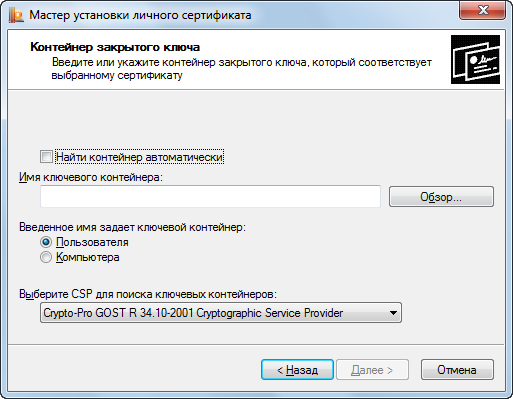 Мастер установки личного сертификата
Контейнер закрытого ключа
Введите или укажите контейнер закрытого ключа, который соответствует
выбранному сертификату
Найти контейнер автоматически
Имя ключевого контейнера:
Обзор...
Введенное имя задает ключевой контейнер:
Пользователя
Компьютера
Выберите CSP для поиска ключевых контейнеров:
Crypto-Pro GOST R 34.10-2001 Cryptographic Service Provider
< Назад
Далее >
Отмена